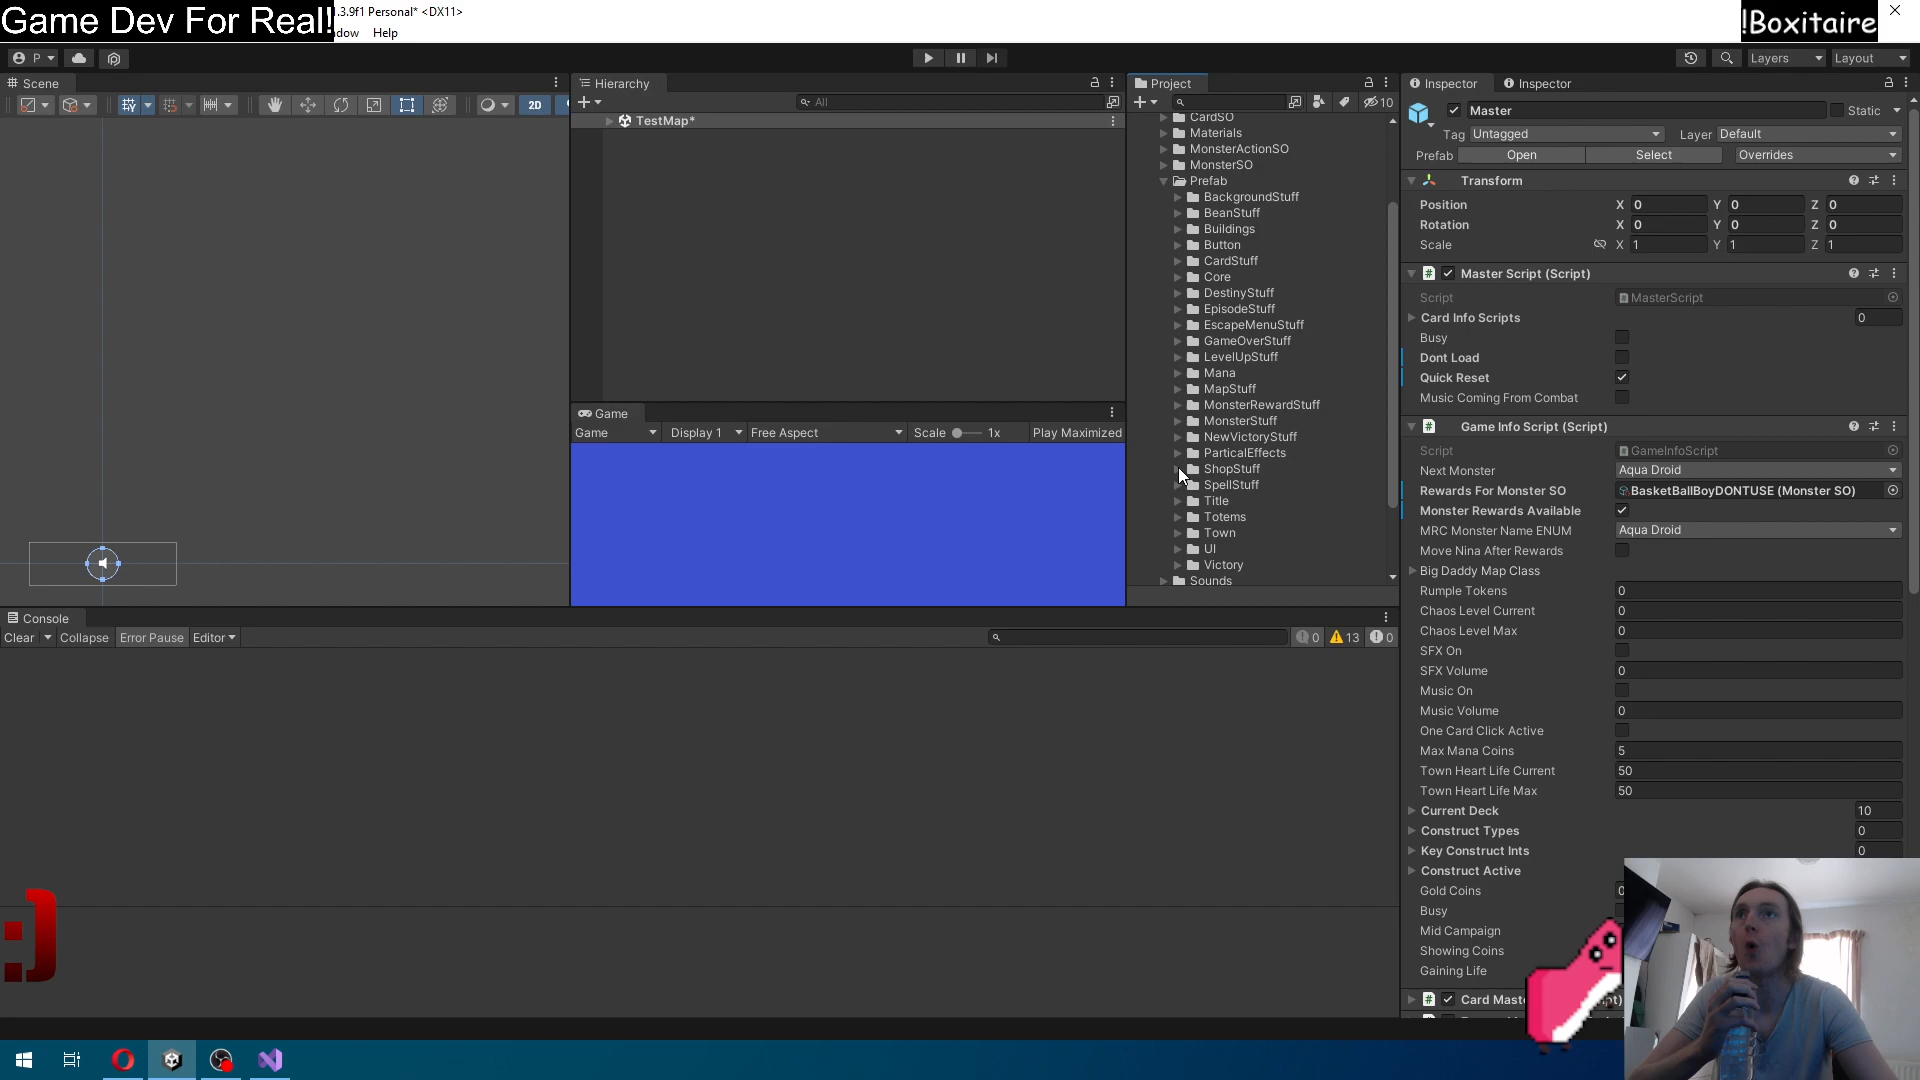 Game Dev For Real!
.3.9f1 Personal* <DX11>
!Boxitaire
dow Help
P
Layers
Layout
Scene
2D
Hierarchy
All
TestMap*
Game
Game
Display 1
Free Aspect
Scale
1x
Play Maximized
Project
10
CardSO
Materials
MonsterActionSO
MonsterSO
Prefab
BackgroundStuff
BeanStuff
Buildings
Button
CardStuff
Core
DestinyStuff
EpisodeStuff
EscapeMenuStuff
GameOverStuff
LevelUpStuff
Mana
MapStuff
MonsterRewardStuff
MonsterStuff
NewVictoryStuff
ParticalEffects
ShopStuff
SpellStuff
Title
Totems
Town
UI
Victory
Sounds
Console
Clear
Collapse
Error Pause
Editor
0
13
0
Inspector
Inspector
Master
Static
Tag Untagged
Layer Default
Prefab Open Select Overrides
Transform
Position X 0 Y 0 Z 0
Rotation X 0 Y 0 Z 0
Scale X 1 Y 1 Z 1
# Master Script (Script)
Script MasterScript
Card Info Scripts 0
Busy
Dont Load
Quick Reset
Music Coming From Combat
# Game Info Script (Script)
Script GameInfoScript
Next Monster Aqua Droid
Rewards For Monster SO BasketBallBoyDONTUSE (Monster SO)
Monster Rewards Available
MRC Monster Name ENUM Aqua Droid
Move Nina After Rewards
Big Daddy Map Class
Rumple Tokens 0
Chaos Level Current 0
Chaos Level Max 0
SFX On
SFX Volume 0
Music On
Music Volume 0
One Card Click Active
Max Mana Coins 5
Town Heart Life Current 50
Town Heart Life Max 50
Current Deck 10
Construct Types 0
Key Construct Ints 0
Construct Active
Gold Coins
Busy
Mid Campaign
Showing Coins
Gaining Life
# Card Mast
:)